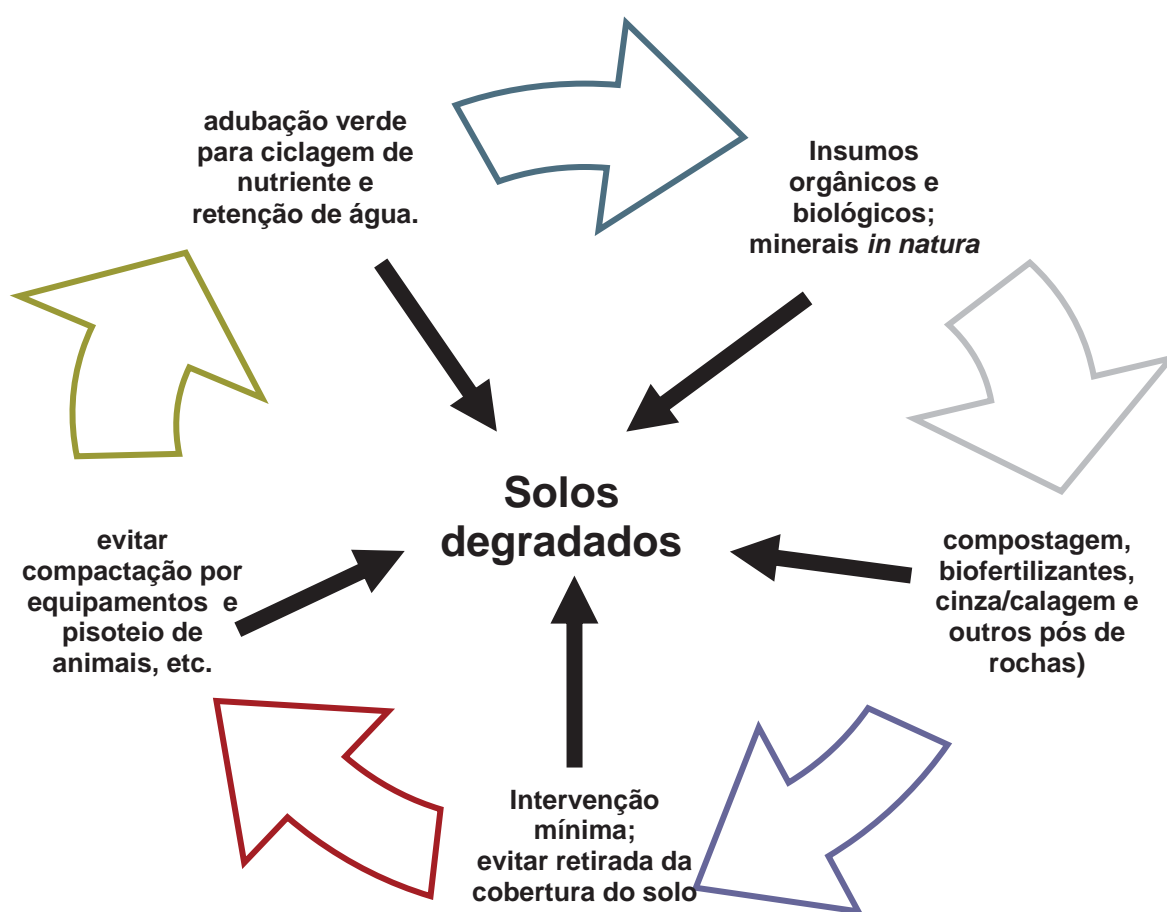 adubação verde
para ciclagem de
nutriente e
retenção de água.
Insumos
orgânicos e
biológicos;
minerais in natura
Solos
degradados
compostagem,
biofertilizantes,
cinza/calagem e
outros pós de
rochas)
Intervenção
mínima;
evitar retirada da
cobertura do solo
evitar
compactação por
equipamentos e
pisoteio de
animais, etc.